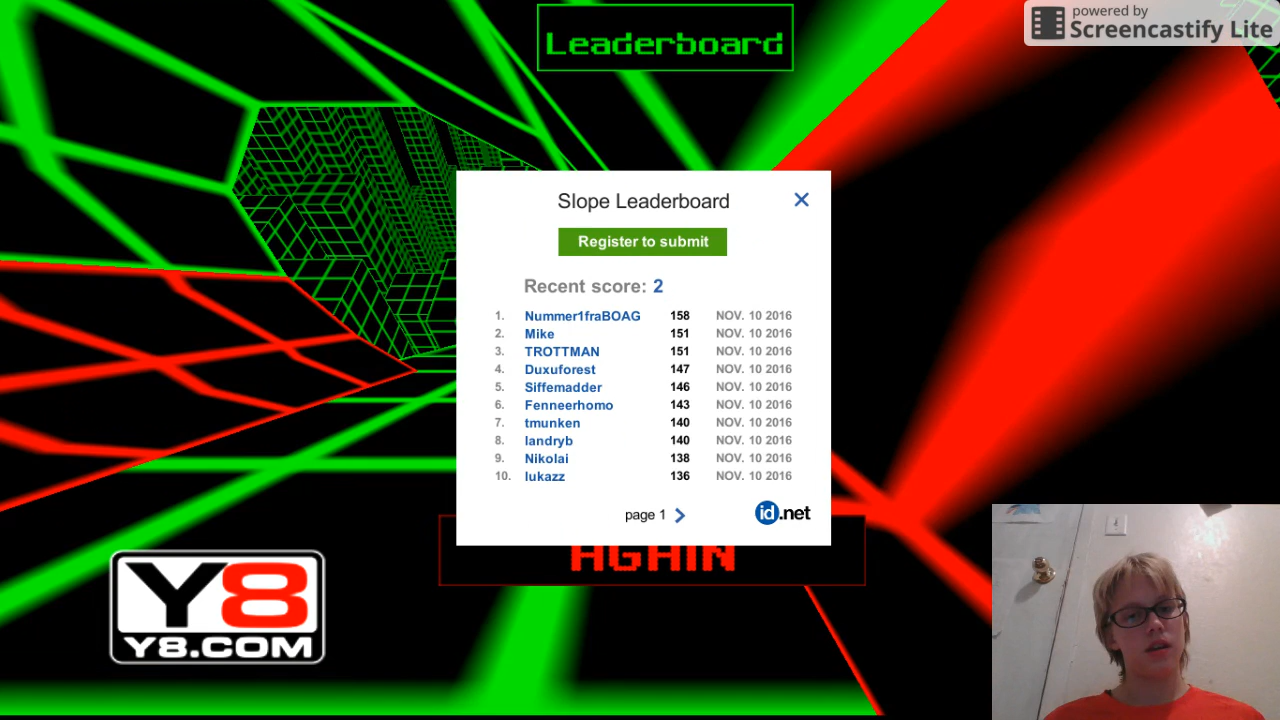 powered by
Screencastify Lite
Leaderboard
Slope Leaderboard
Register to submit
Recent score: 2
1. Nummer1fraBOAG 158 NOV. 10 2016
2. Mike 151 NOV. 10 2016
3. TROTTMAN 151 NOV. 10 2016
4. Duxuforest 147 NOV. 10 2016
5. Siffemadder 146 NOV. 10 2016
6. Fenneerhomo 143 NOV. 10 2016
7. tmunken 140 NOV. 10 2016
8. landryb 140 NOV. 10 2016
9. Nikolai 138 NOV. 10 2016
10. lukazz 136 NOV. 10 2016
page 1
id.net
AGAIN
Y8
Y8.COM